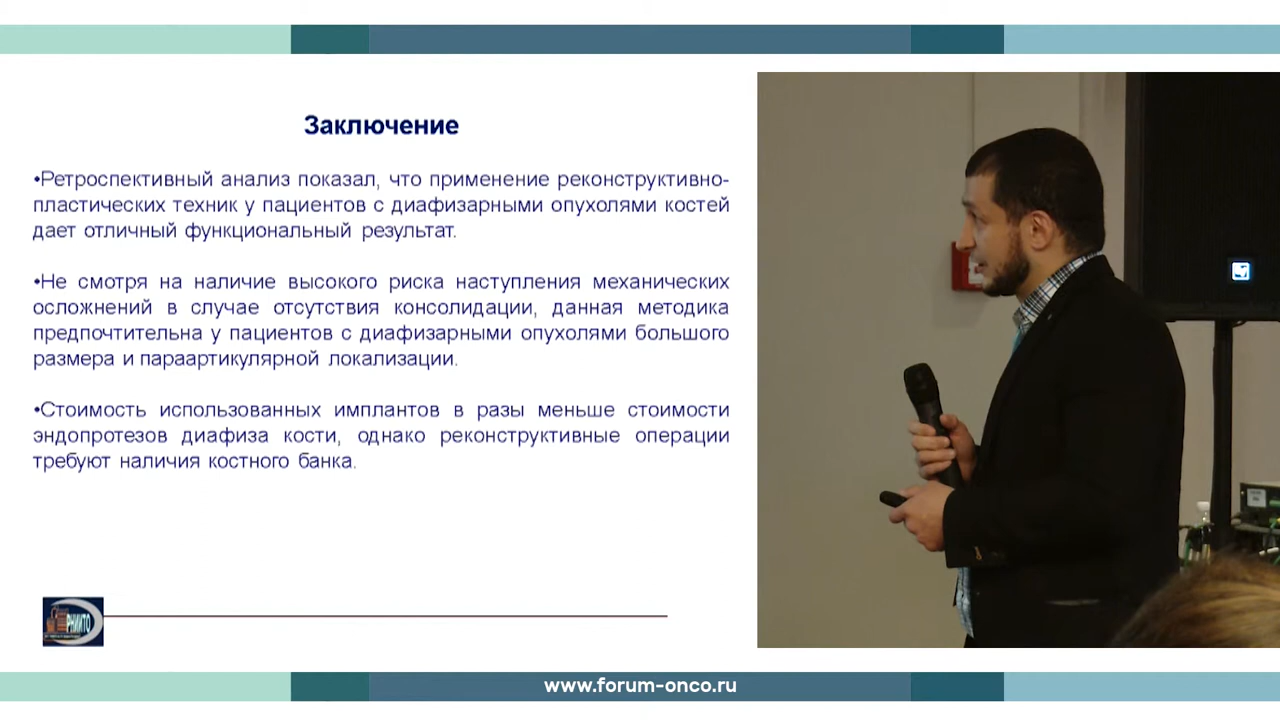 Заключение
•Ретроспективный анализ показал, что применение реконструктивно-
пластических техник у пациентов с диафизарными опухолями костей
дает отличный функциональный результат.
•Не смотря на наличие высокого риска наступления механических
осложнений в случае отсутствия консолидации, данная методика
предпочтительна у пациентов с диафизарными опухолями большого
размера и параартикулярной локализации.
•Стоимость использованных имплантов в разы меньше стоимости
эндопротезов диафиза кости, однако реконструктивные операции
требуют наличия костного банка.
РНИИТО
www.forum-onco.ru